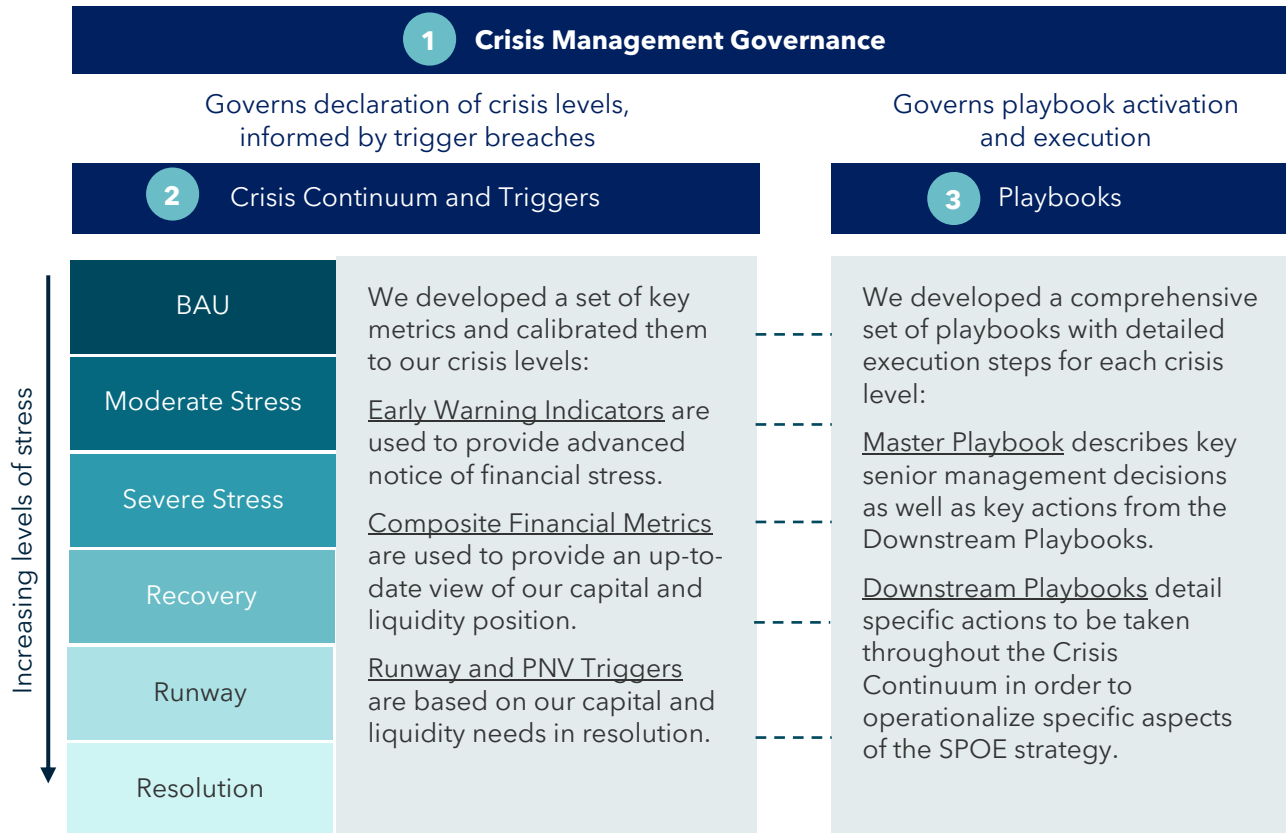 1 Crisis Management Governance
Governs declaration of crisis levels,
informed by trigger breaches
Governs playbook activation
and execution
2 Crisis Continuum and Triggers
3 Playbooks
Increasing levels of stress
BAU
Moderate Stress
Severe Stress
Recovery
Runway
Resolution
We developed a set of key
metrics and calibrated them
to our crisis levels:
Early Warning Indicators are
used to provide advanced
notice of financial stress.
Composite Financial Metrics
are used to provide an up-to-
date view of our capital and
liquidity position.
Runway and PNV Triggers
are based on our capital and
liquidity needs in resolution.
We developed a comprehensive
set of playbooks with detailed
execution steps for each crisis
level:
Master Playbook describes key
senior management decisions
as well as key actions from the
Downstream Playbooks.
Downstream Playbooks detail
specific actions to be taken
throughout the Crisis
Continuum in order to
operationalize specific aspects
of the SPOE strategy.